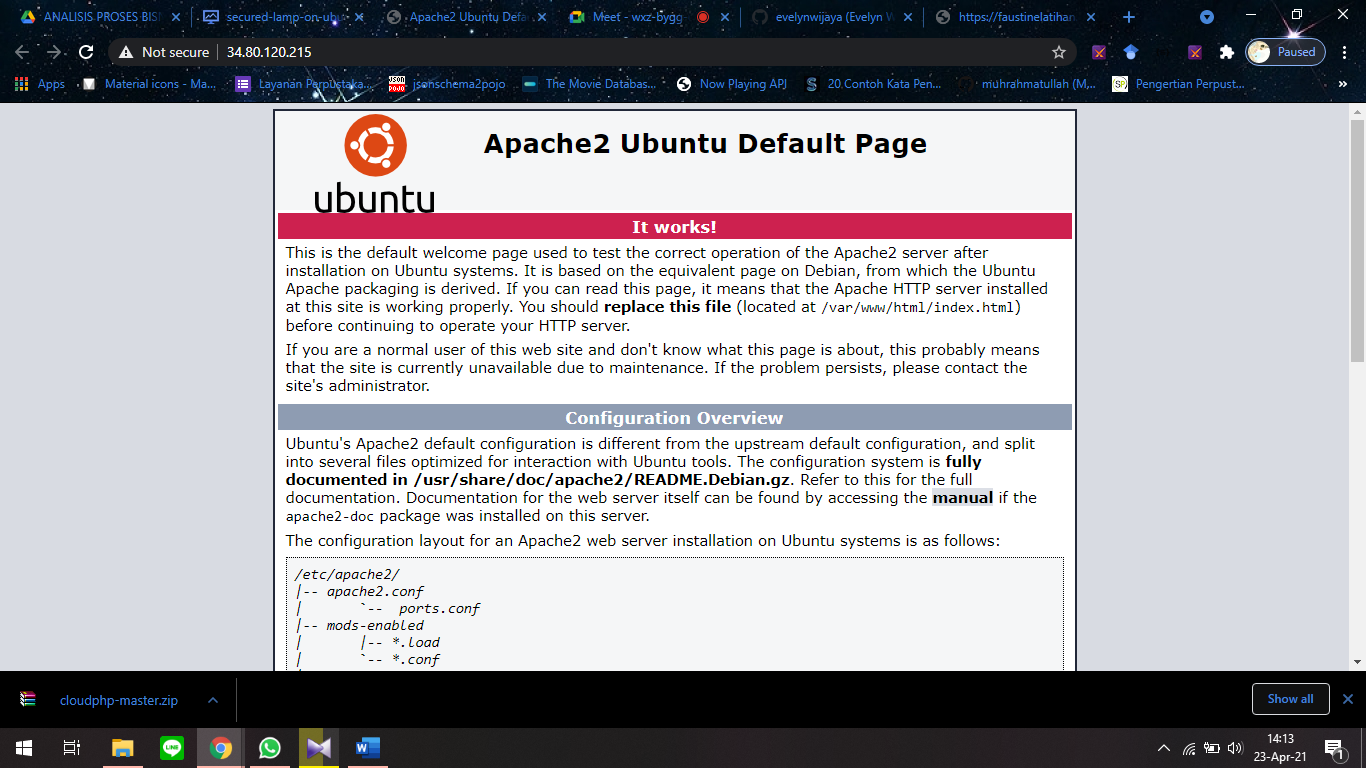 ANALISIS PROSES BISN
secured-lamp-on-ubu
Apache2 Ubuntu Defau
Meet - wxz-bygg
evelynwijaya (Evelyn W
https://faustinelatihan
Not secure
34.80.120.215
Paused
Apps
Material icons - Ma...
Layanan Perpustaka...
jsonschema2pojo
The Movie Databas...
Now Playing APJ
20 Contoh Kata Pen...
muhrahmatullah (M,...
Pengertian Perpust...
»
ubuntu
Apache2 Ubuntu Default Page
It works!
This is the default welcome page used to test the correct operation of the Apache2 server after
installation on Ubuntu systems. It is based on the equivalent page on Debian, from which the Ubuntu
Apache packaging is derived. If you can read this page, it means that the Apache HTTP server installed
at this site is working properly. You should replace this file (located at /var/www/html/index.html)
before continuing to operate your HTTP server.
If you are a normal user of this web site and don't know what this page is about, this probably means
that the site is currently unavailable due to maintenance. If the problem persists, please contact the
site's administrator.
Configuration Overview
Ubuntu's Apache2 default configuration is different from the upstream default configuration, and split
into several files optimized for interaction with Ubuntu tools. The configuration system is fully
documented in /usr/share/doc/apache2/README.Debian.gz. Refer to this for the full
documentation. Documentation for the web server itself can be found by accessing the manual if the
apache2-doc package was installed on this server.
The configuration layout for an Apache2 web server installation on Ubuntu systems is as follows:
/etc/apache2/
|-- apache2.conf
|       `--  ports.conf
|-- mods-enabled
|       |-- *.load
|       `-- *.conf
cloudphp-master.zip
Show all
LINE
14:13
23-Apr-21
1